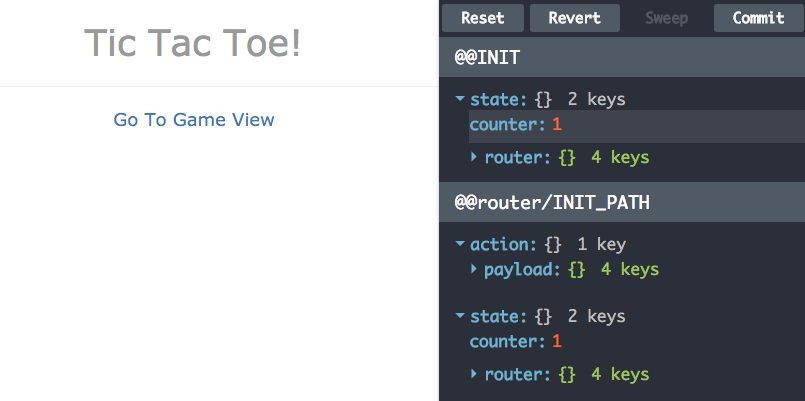 Tic Tac Toe!
Go To Game View
Reset Revert Sweep Commit
@@INIT
state: {} 2 keys
counter: 1
router: {} 4 keys
@@router/INIT_PATH
action: {} 1 key
payload: {} 4 keys
state: {} 2 keys
counter: 1
router: {} 4 keys